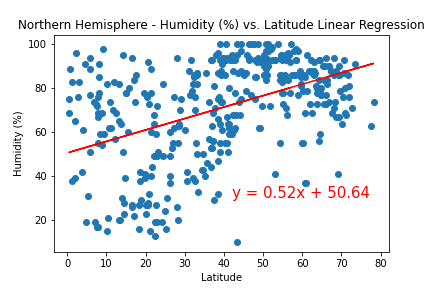 Northern Hemisphere - Humidity (%) vs. Latitude Linear Regression
100
80
60
40
20
Humidity (%)
y = 0.52x + 50.64
0 10 20 30 40 50 60 70 80
Latitude